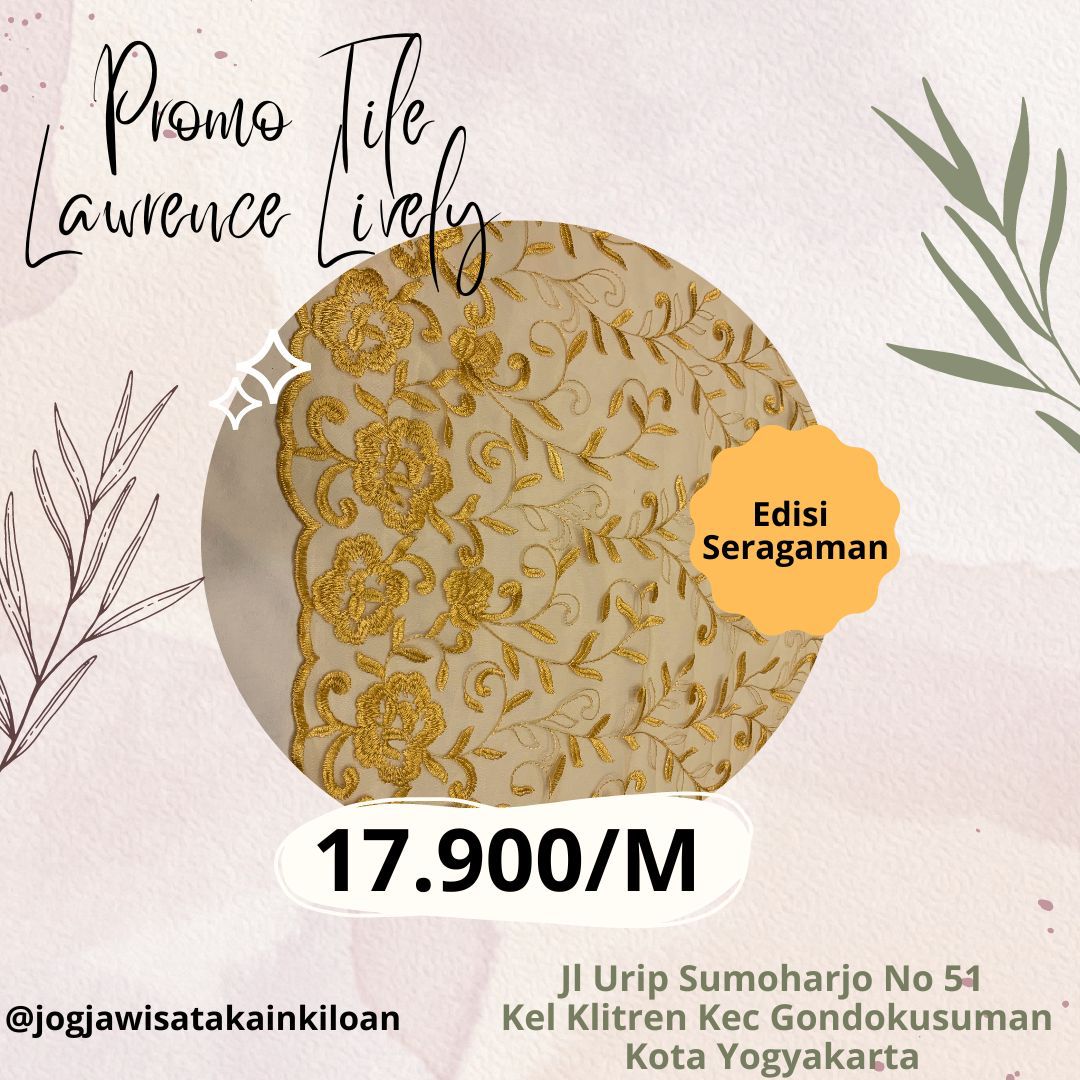 Promo Tile
Lawrence Lively
Edisi
Seragaman
17.900/M
@jogjawisatakainkiloan
Jl Urip Sumoharjo No 51
Kel Klitren Kec Gondokusuman
Kota Yogyakarta